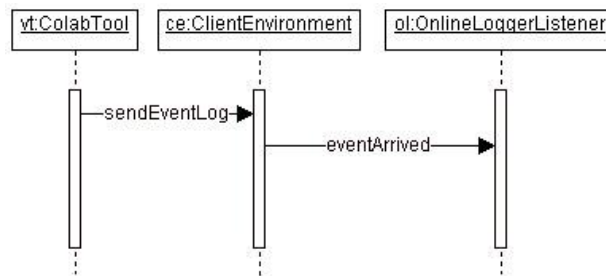 vt:ColabTool
ce:ClientEnvironment
ol:OnlineLoggerListener
sendEventLog
eventArrived